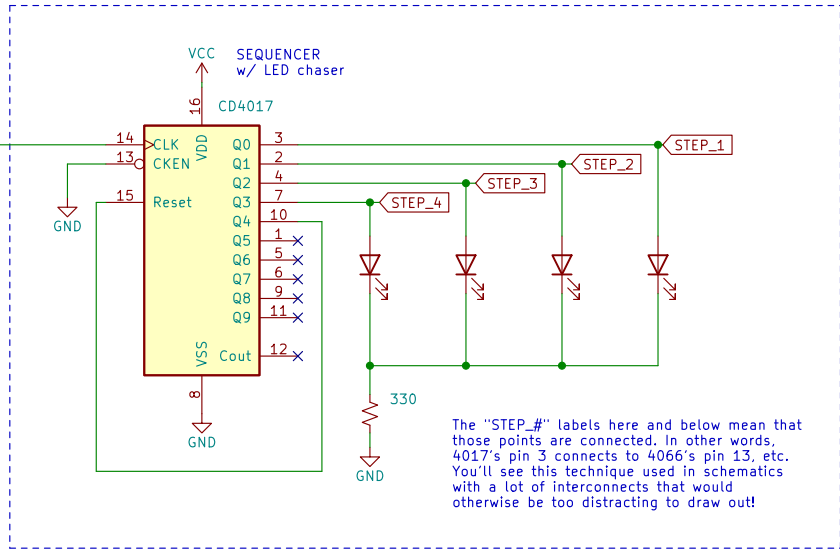 VCC
SEQUENCER
w/ LED chaser
16
CD4017
14
CLK
VDD
Q0
3
STEP_1
13
CKEN
Q1
2
STEP_2
Q2
4
STEP_3
15
Reset
Q3
7
STEP_4
Q4
10
GND
Q5
1
Q6
5
Q7
6
Q8
9
Q9
11
VSS
Cout
12
8
GND
330
GND
The "STEP_#" labels here and below mean that
those points are connected. In other words,
4017's pin 3 connects to 4066's pin 13, etc.
You'll see this technique used in schematics
with a lot of interconnects that would
otherwise be too distracting to draw out!